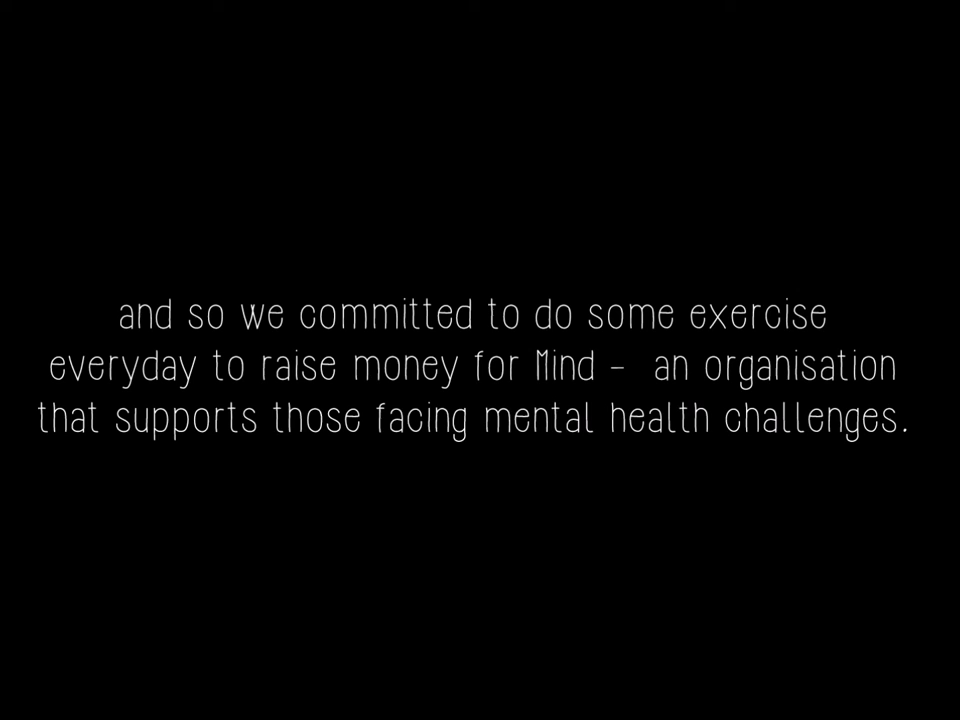 and so we committed to do some exercise
everyday to raise money for Mind - an organisation
that supports those facing mental health challenges.